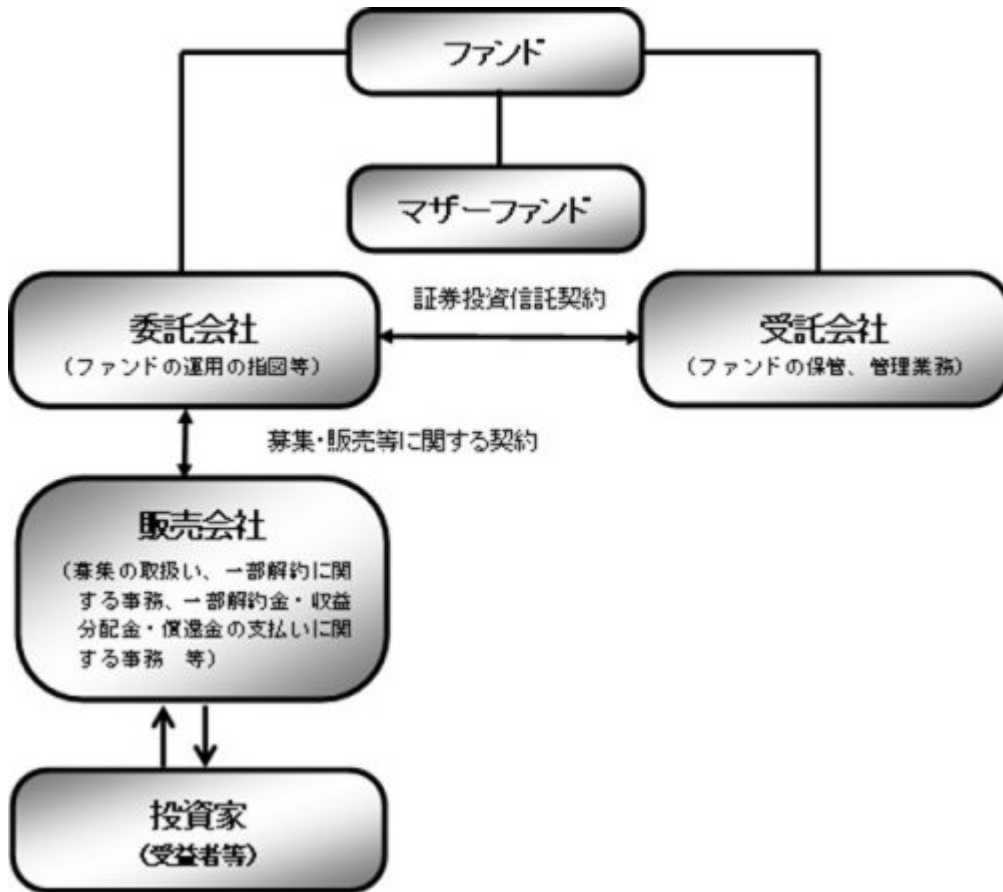 ファンド
マザーファンド
委託会社
(ファンドの運用の指図等)
証券投資信託契約
受託会社
(ファンドの保管、管理業務)
募集・販売等に関する契約
販売会社
(募集の取扱い、一部解約に関
する事務、一部解約金・収益
分配金・償還金の支払いに関
する事務　等)
投資家
(受益者等)